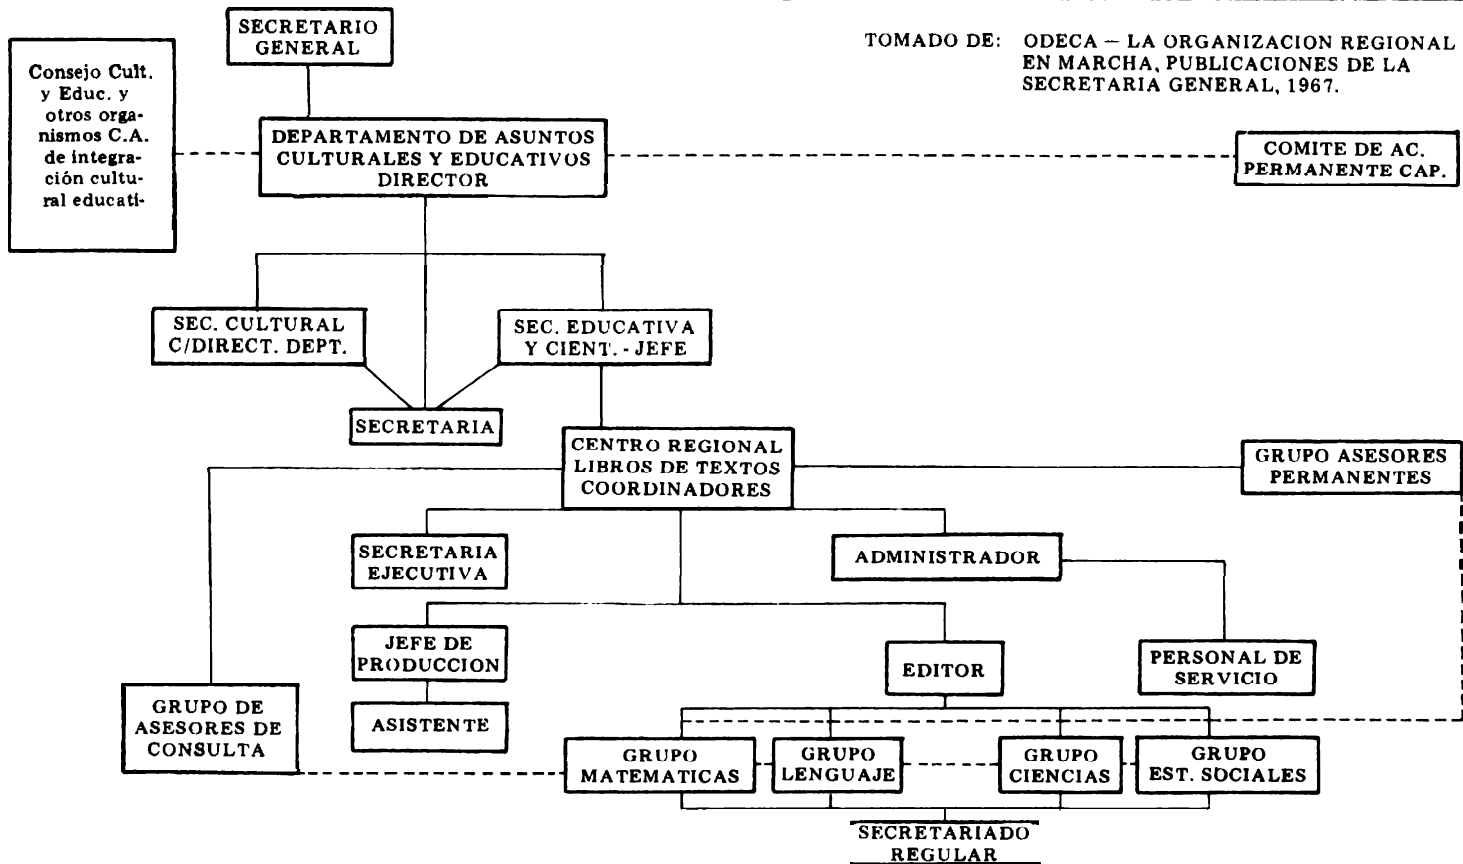 SECRETARIO
GENERAL
TOMADO DE: ODECA — LA ORGANIZACION REGIONAL
EN MARCHA, PUBLICACIONES DE LA
SECRETARIA GENERAL, 1967.
Consejo Cult.
y Educ. y
otros orga-
nismos C.A.
de integra-
ción cultu-
ral educati-
DEPARTAMENTO DE ASUNTOS
CULTURALES Y EDUCATIVOS
DIRECTOR
COMITE DE AC.
PERMANENTE CAP.
SEC. CULTURAL
C/DIRECT. DEPT.
SEC. EDUCATIVA
Y CIENT. - JEFE
SECRETARIA
CENTRO REGIONAL
LIBROS DE TEXTOS
COORDINADORES
GRUPO ASESORES
PERMANENTES
SECRETARIA
EJECUTIVA
ADMINISTRADOR
JEFE DE
PRODUCCION
EDITOR
PERSONAL DE
SERVICIO
GRUPO DE
ASESORES DE
CONSULTA
ASISTENTE
GRUPO
MATEMATICAS
GRUPO
LENGUAJE
GRUPO
CIENCIAS
GRUPO
EST. SOCIALES
SECRETARIADO
REGULAR